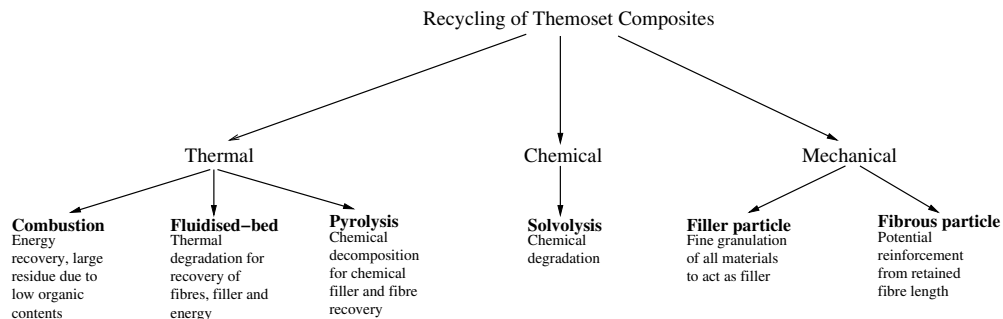 Recycling of Themoset Composites
Thermal
Chemical
Mechanical
Combustion
Energy
recovery, large
residue due to
low organic
contents
Fluidised−bed
Thermal
degradation for
recovery of
fibres, filler and
energy
Pyrolysis
Chemical
decomposition
for chemical
filler and fibre
recovery
Solvolysis
Chemical
degradation
Filler particle
Fine granulation
of all materials
to act as filler
Fibrous particle
Potential
reinforcement
from retained
fibre length